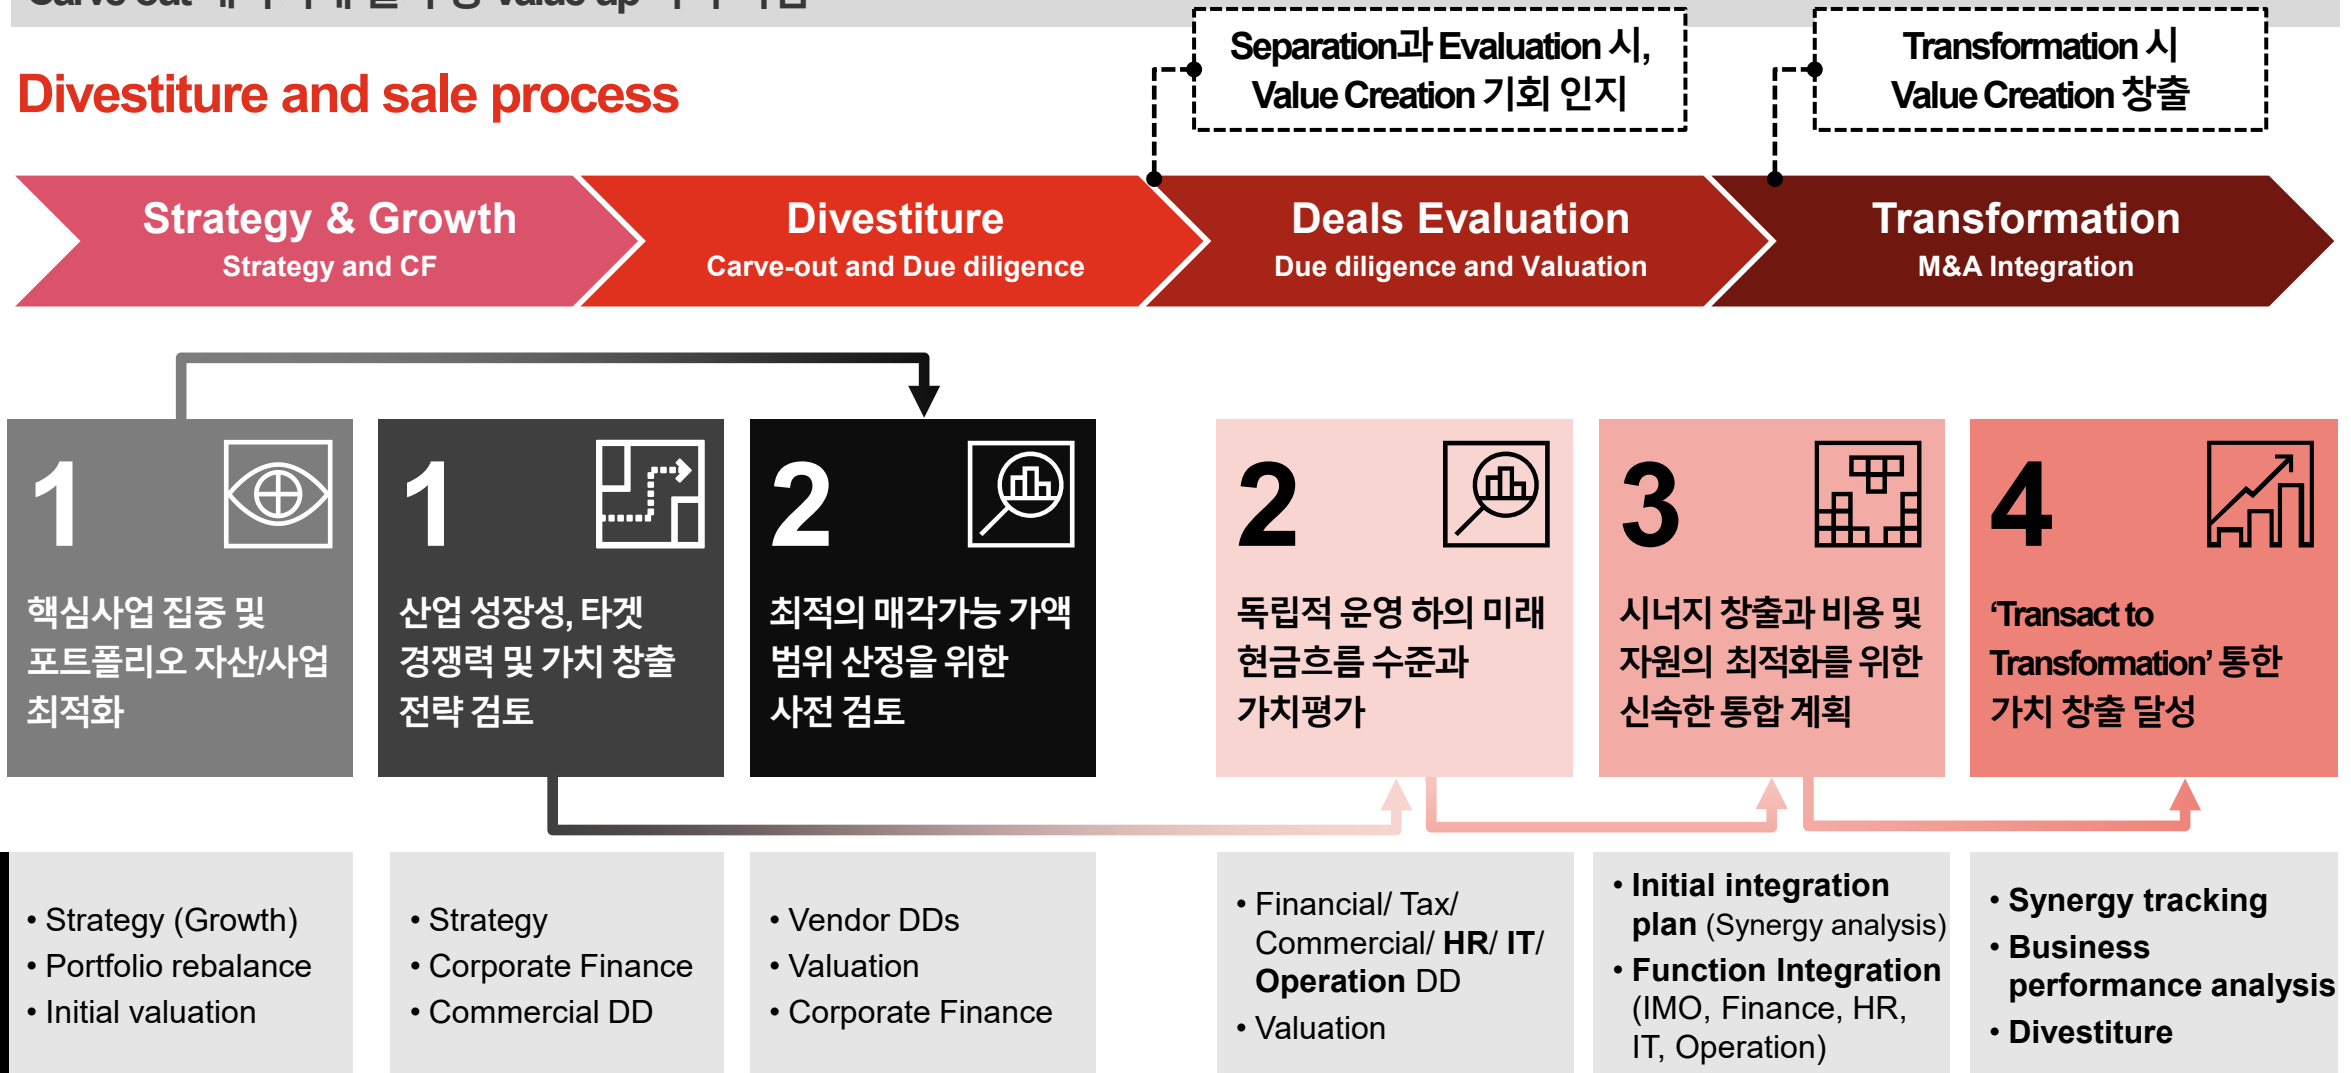 Divestiture and sale process
Separation과 Evaluation 시,
Value Creation 기회 인지
Transformation 시
Value Creation 창출
Strategy & Growth
Strategy and CF
Divestiture
Carve-out and Due diligence
Deals Evaluation
Due diligence and Valuation
Transformation
M&A Integration
1
핵심사업 집중 및
포트폴리오 자산/사업
최적화
1
산업 성장성, 타겟
경쟁력 및 가치 창출
전략 검토
2
최적의 매각가능 가액
범위 산정을 위한
사전 검토
2
독립적 운영 하의 미래
현금흐름 수준과
가치평가
3
시너지 창출과 비용 및
자원의 최적화를 위한
신속한 통합 계획
4
‘Transact to
Transformation’ 통한
가치 창출 달성
• Strategy (Growth)
• Portfolio rebalance
• Initial valuation
• Strategy
• Corporate Finance
• Commercial DD
• Vendor DDs
• Valuation
• Corporate Finance
• Financial/ Tax/
Commercial/ HR/ IT/
Operation DD
• Valuation
• Initial integration
plan (Synergy analysis)
• Function Integration
(IMO, Finance, HR,
IT, Operation)
• Synergy tracking
• Business
performance analysis
• Divestiture